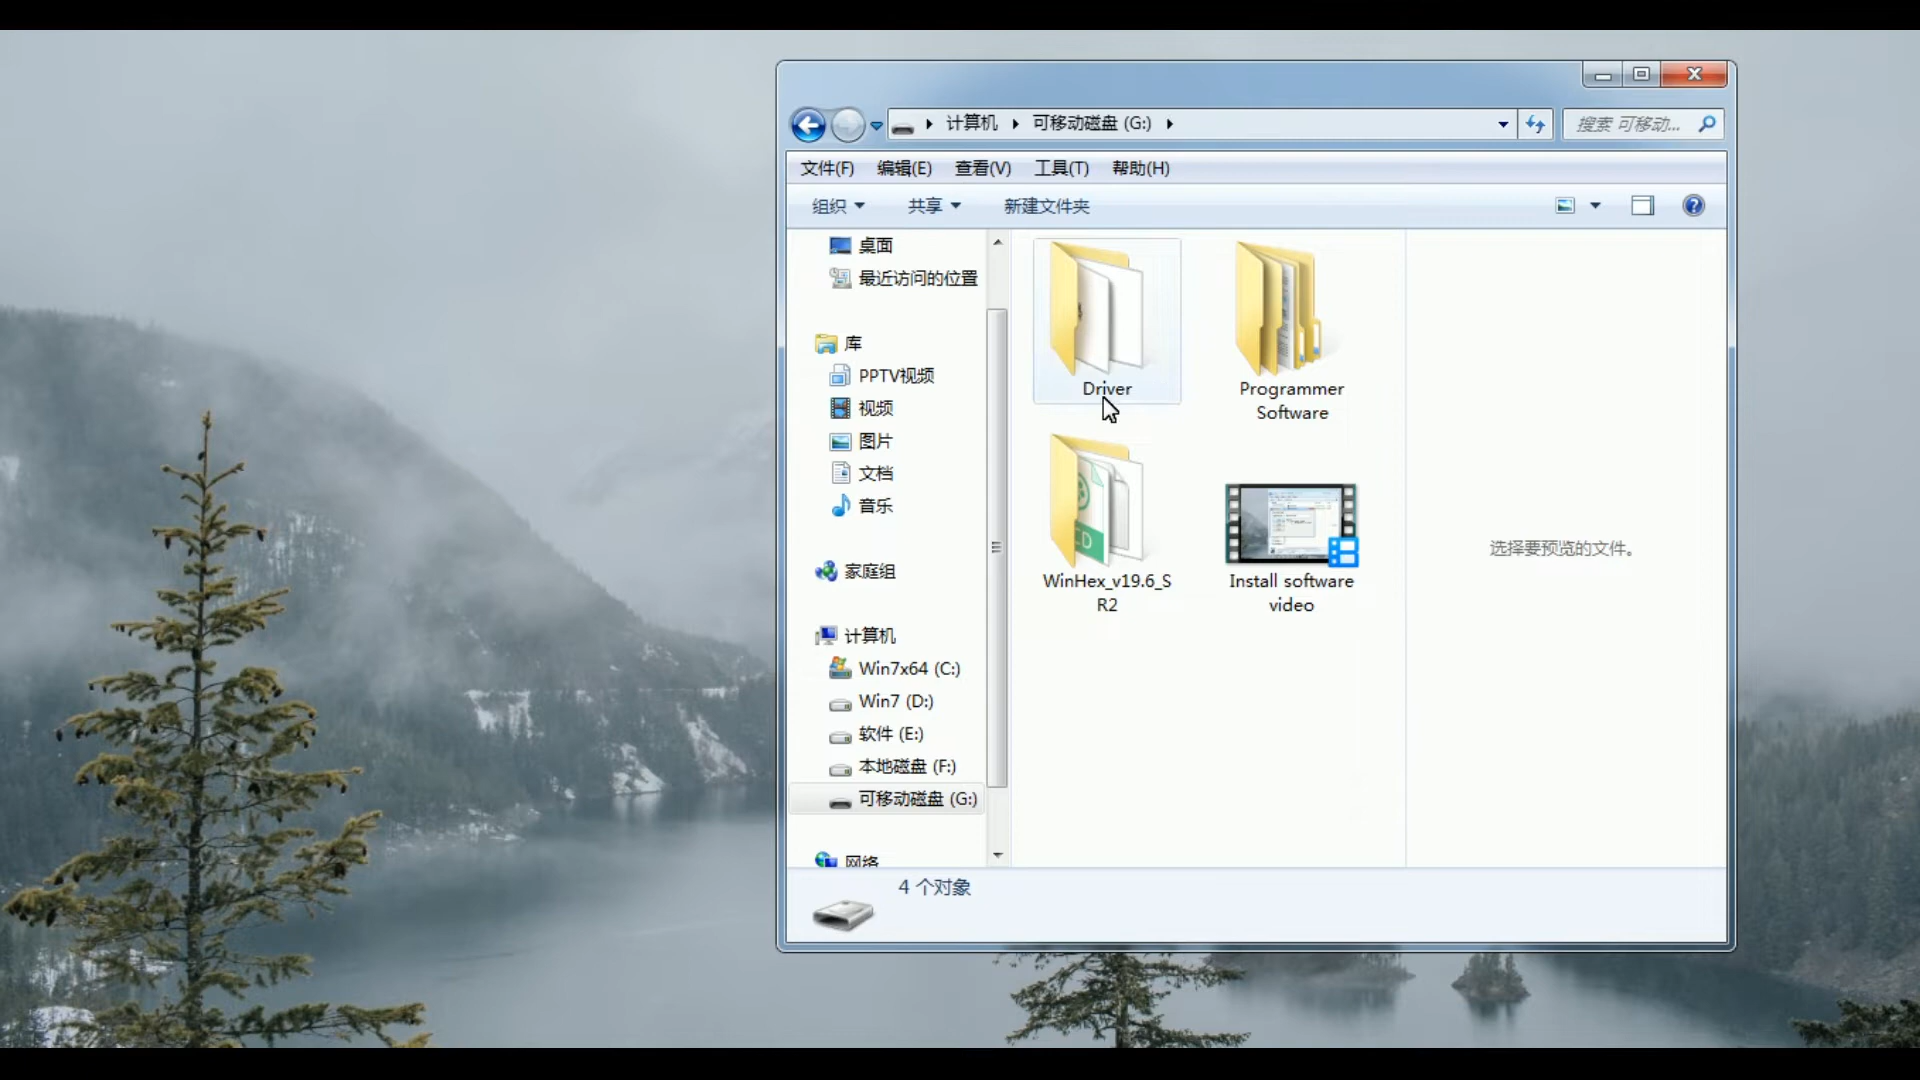 计算机 可移动磁盘 (G:)
搜索 可移动...
文件(F) 编辑(E) 查看(V) 工具(T) 帮助(H)
组织 共享 新建文件夹
桌面
最近访问的位置
库
PPTV视频
视频
图片
文档
音乐
家庭组
计算机
Win7x64 (C:)
Win7 (D:)
软件 (E:)
本地磁盘 (F:)
可移动磁盘 (G:)
网络
Driver
Programmer
Software
WinHex_v19.6_S
R2
Install software
video
选择要预览的文件。
4 个对象